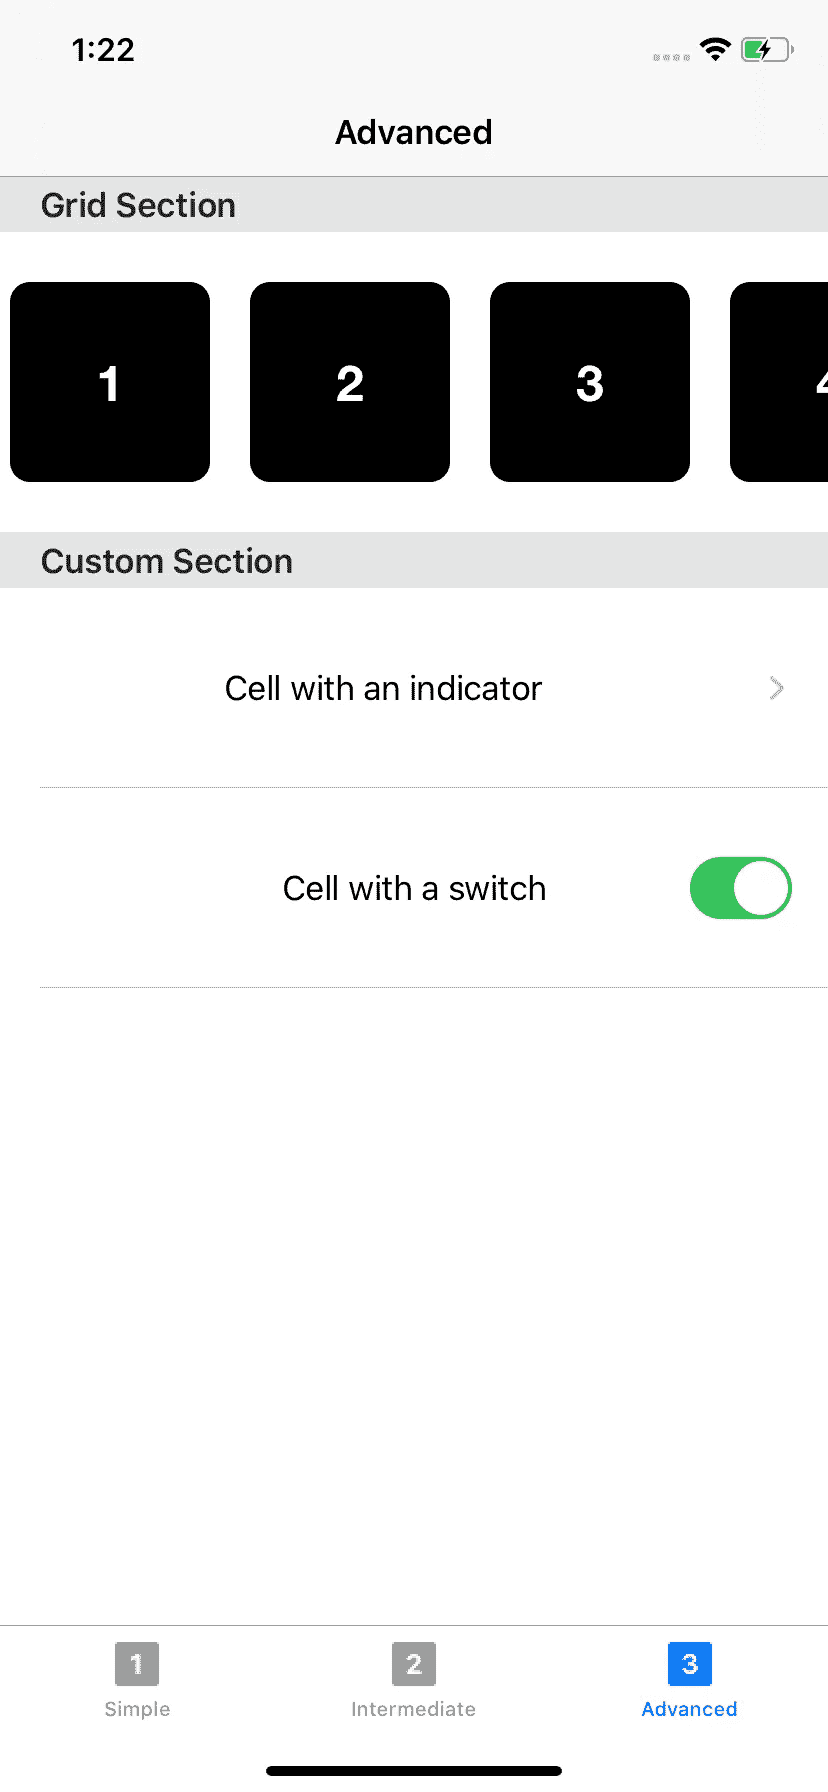 1:22
Advanced
Grid Section
1 2 3 4
Custom Section
Cell with an indicator
Cell with a switch
1 2 3
Simple Intermediate Advanced